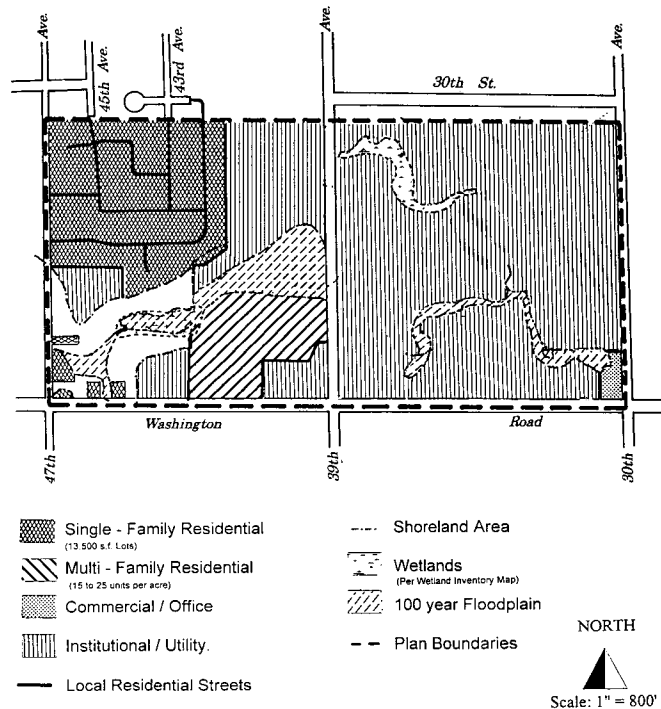 Ave.
45th Ave.
43rd Ave.
Ave.
Ave.
30th St.
Washington
Road
47th
39th
30th
Single - Family Residential
(13,500 s.f. Lots)
Multi - Family Residential
(15 to 25 units per acre)
Commercial / Office
Institutional / Utility.
Local Residential Streets
Shoreland Area
Wetlands
(Per Wetland Inventory Map)
100 year Floodplain
Plan Boundaries
NORTH
Scale: 1" = 800'